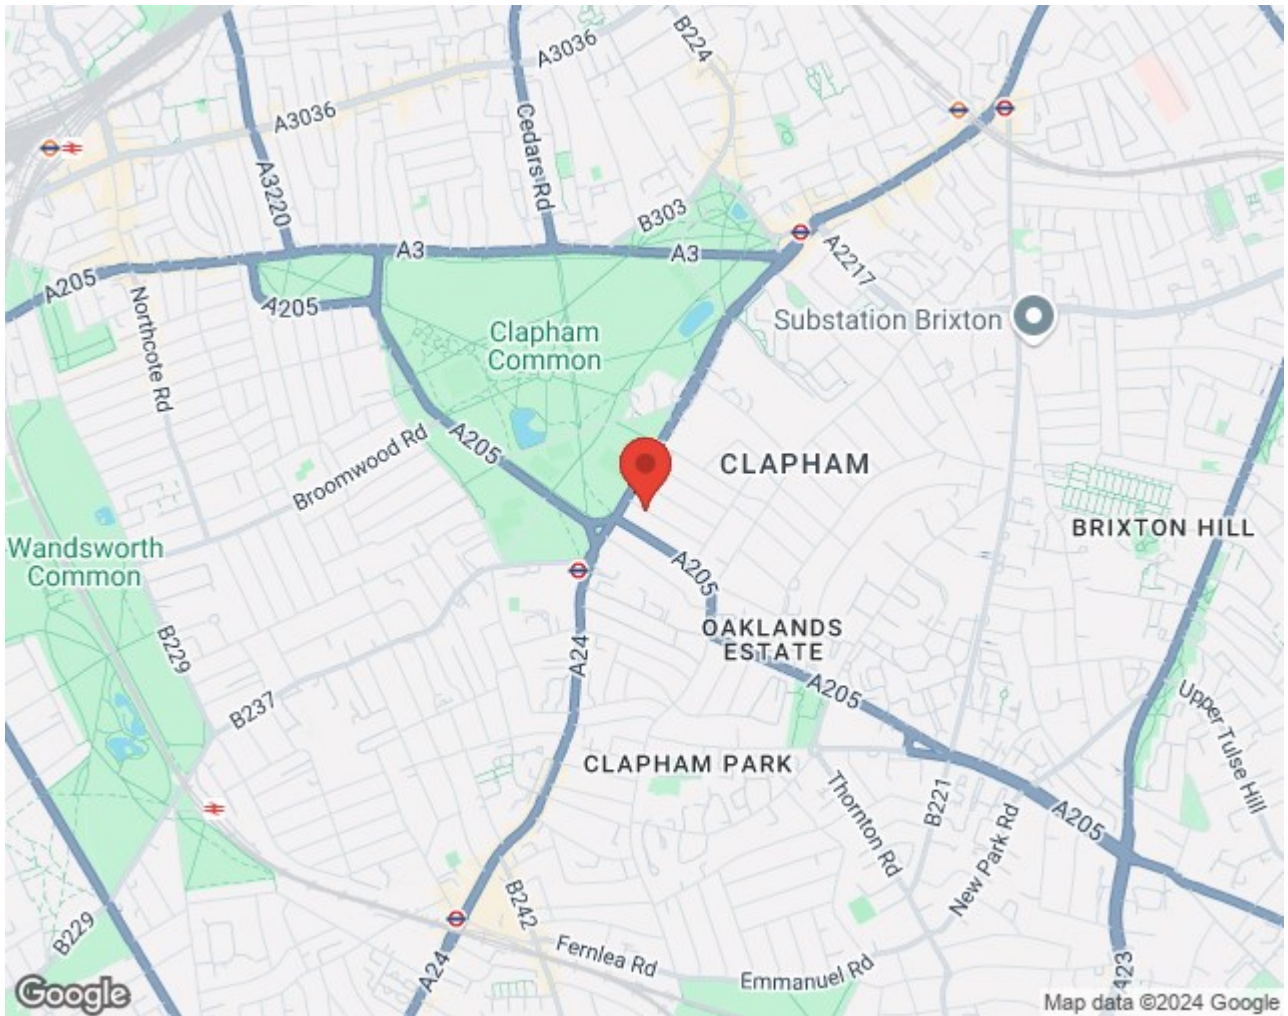 B224
A3036
A3036
Cedars Rd
A3220
B303
A3
A3
A2217
A205
A205
Northcote Rd
Substation Brixton
Clapham
Common
Broomwood Rd
A205
CLAPHAM
BRIXTON HILL
Wandsworth
Common
A205
OAKLANDS
ESTATE
B229
A24
A205
B237
Upper Tulse Hill
CLAPHAM PARK
Thornton Rd
B221
New Park Rd
A205
B242
B229
Fernlea Rd
A24
Emmanuel Rd
A23
Google
Map data ©2024 Google